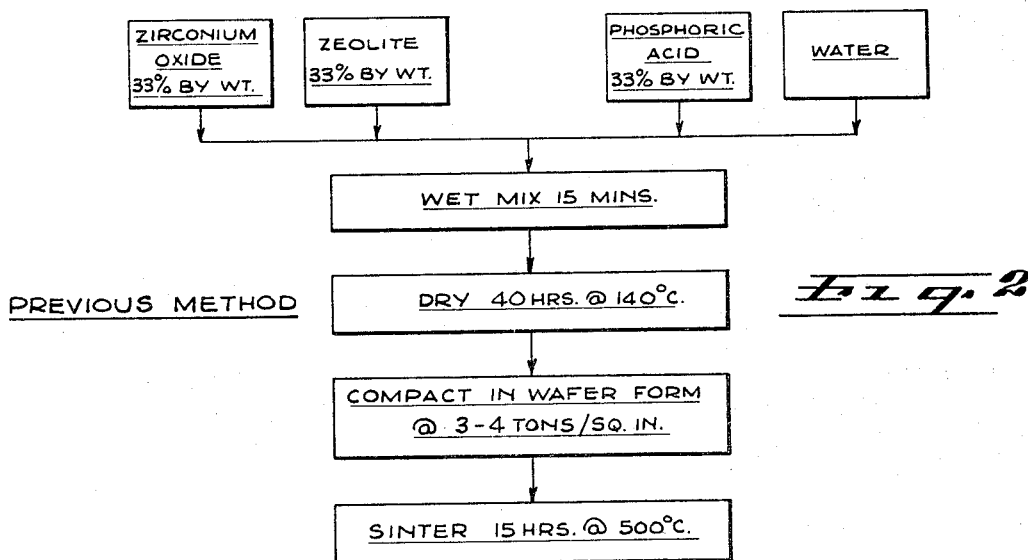 ZIRCONIUM
OXIDE
33% BY WT.
ZEOLITE
33% BY WT.
PHOSPHORIC
ACID
33% BY WT.
WATER
WET MIX 15 MINS.
PREVIOUS METHOD
DRY 40 HRS. @ 140°C.
Fig. 2
COMPACT IN WAFER FORM
@ 3-4 TONS/SQ. IN.
SINTER 15 HRS. @ 500°C.